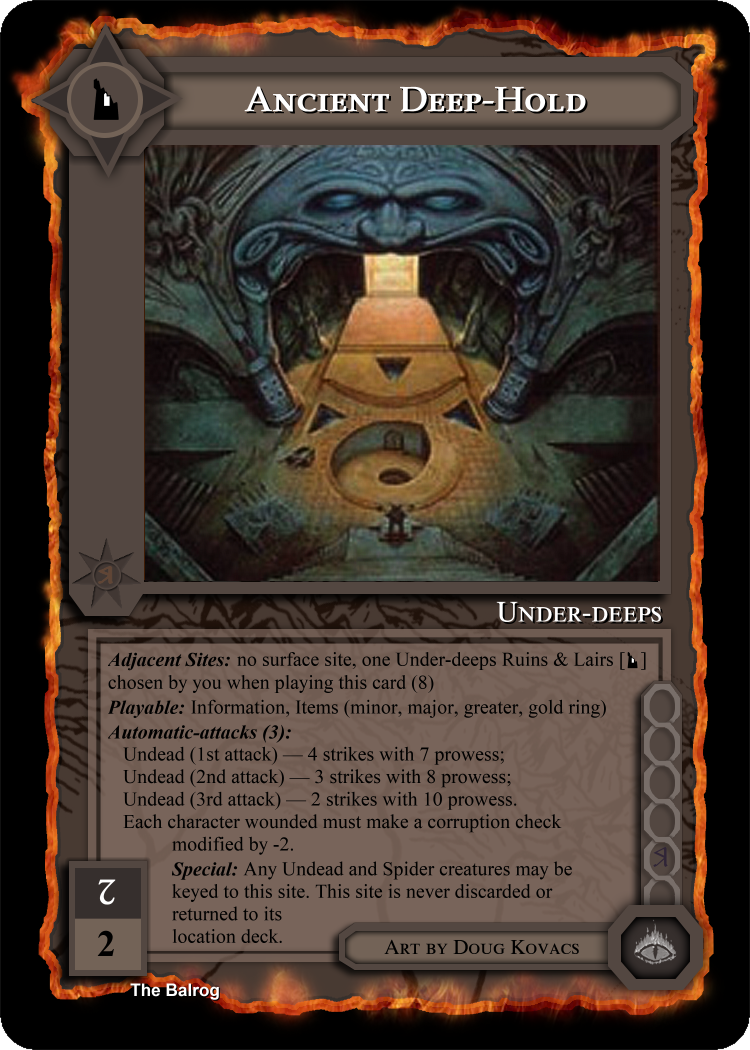 Ancient Deep-Hold
Under-deeps
Adjacent Sites: no surface site, one Under-deeps Ruins & Lairs [ ]
chosen by you when playing this card (8)
Playable: Information, Items (minor, major, greater, gold ring)
Automatic-attacks (3):
Undead (1st attack) — 4 strikes with 7 prowess;
Undead (2nd attack) — 3 strikes with 8 prowess;
Undead (3rd attack) — 2 strikes with 10 prowess.
Each character wounded must make a corruption check
modified by -2.
Special: Any Undead and Spider creatures may be
keyed to this site. This site is never discarded or
returned to its
location deck.
2
2
Art by Doug Kovacs
The Balrog